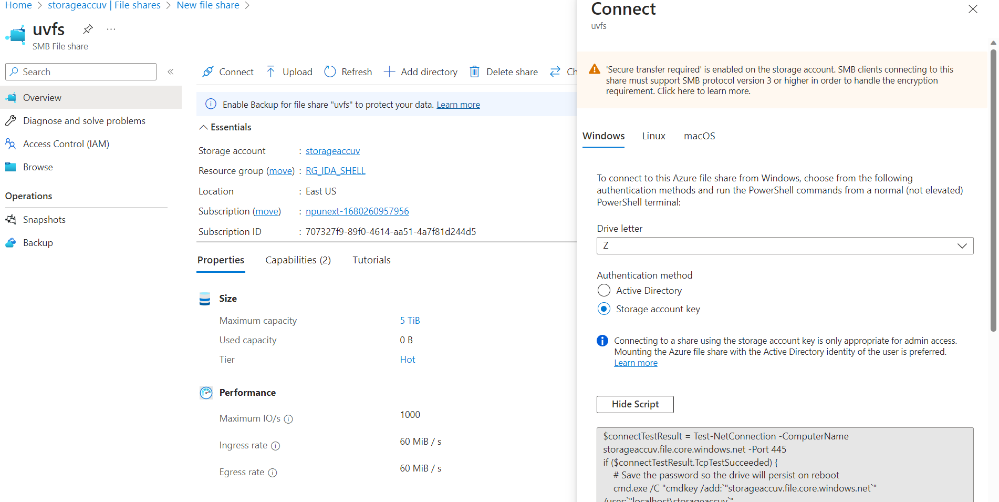 Home > storageaccuv | File shares > New file share >
uvfs
SMB File share
Search
Overview
Diagnose and solve problems
Access Control (IAM)
Browse
Operations
Snapshots
Backup
Connect
Upload
Refresh
Add directory
Delete share
Ch
Enable Backup for file share "uvfs" to protect your data. Learn more
Essentials
Storage account : storageaccuv
Resource group (move) : RG_IDA_SHELL
Location : East US
Subscription (move) : npunext-1680260957956
Subscription ID : 707327f9-89f0-4614-aa51-4a7f81d244d5
Properties
Capabilities (2)
Tutorials
Size
Maximum capacity 5 TiB
Used capacity 0 B
Tier Hot
Performance
Maximum IO/s 1000
Ingress rate 60 MiB / s
Egress rate 60 MiB / s
Connect
uvfs
'Secure transfer required' is enabled on the storage account. SMB clients connecting to this
share must support SMB protocol version 3 or higher in order to handle the encryption
requirement. Click here to learn more.
Windows
Linux
macOS
To connect to this Azure file share from Windows, choose from the following
authentication methods and run the PowerShell commands from a normal (not elevated)
PowerShell terminal:
Drive letter
Z
Authentication method
Active Directory
Storage account key
Connecting to a share using the storage account key is only appropriate for admin access.
Mounting the Azure file share with the Active Directory identity of the user is preferred.
Learn more
Hide Script
$connectTestResult = Test-NetConnection -ComputerName
storageaccuv.file.core.windows.net -Port 445
if ($connectTestResult.TcpTestSucceeded) {
# Save the password so the drive will persist on reboot
cmd.exe /C "cmdkey /add:`"storageaccuv.file.core.windows.net`"
/user:`"localhost\storageaccuv`"